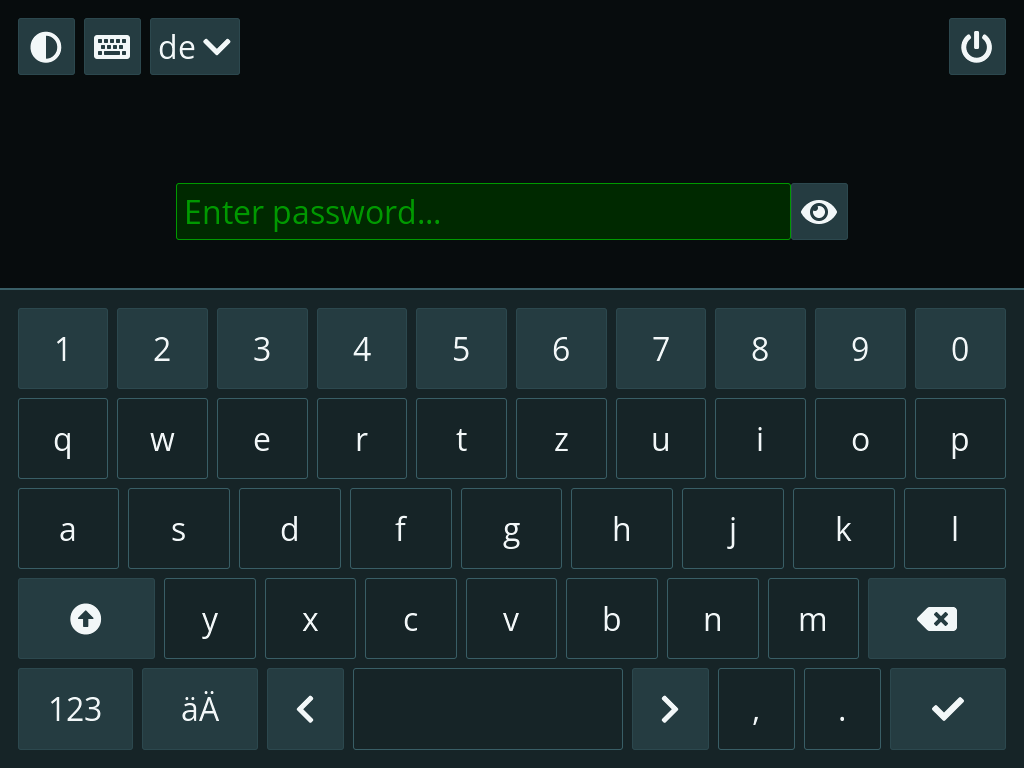 de
Enter password...
1 2 3 4 5 6 7 8 9 0
q w e r t z u i o p
a s d f g h j k l
y x c v b n m
123 äÄ , .